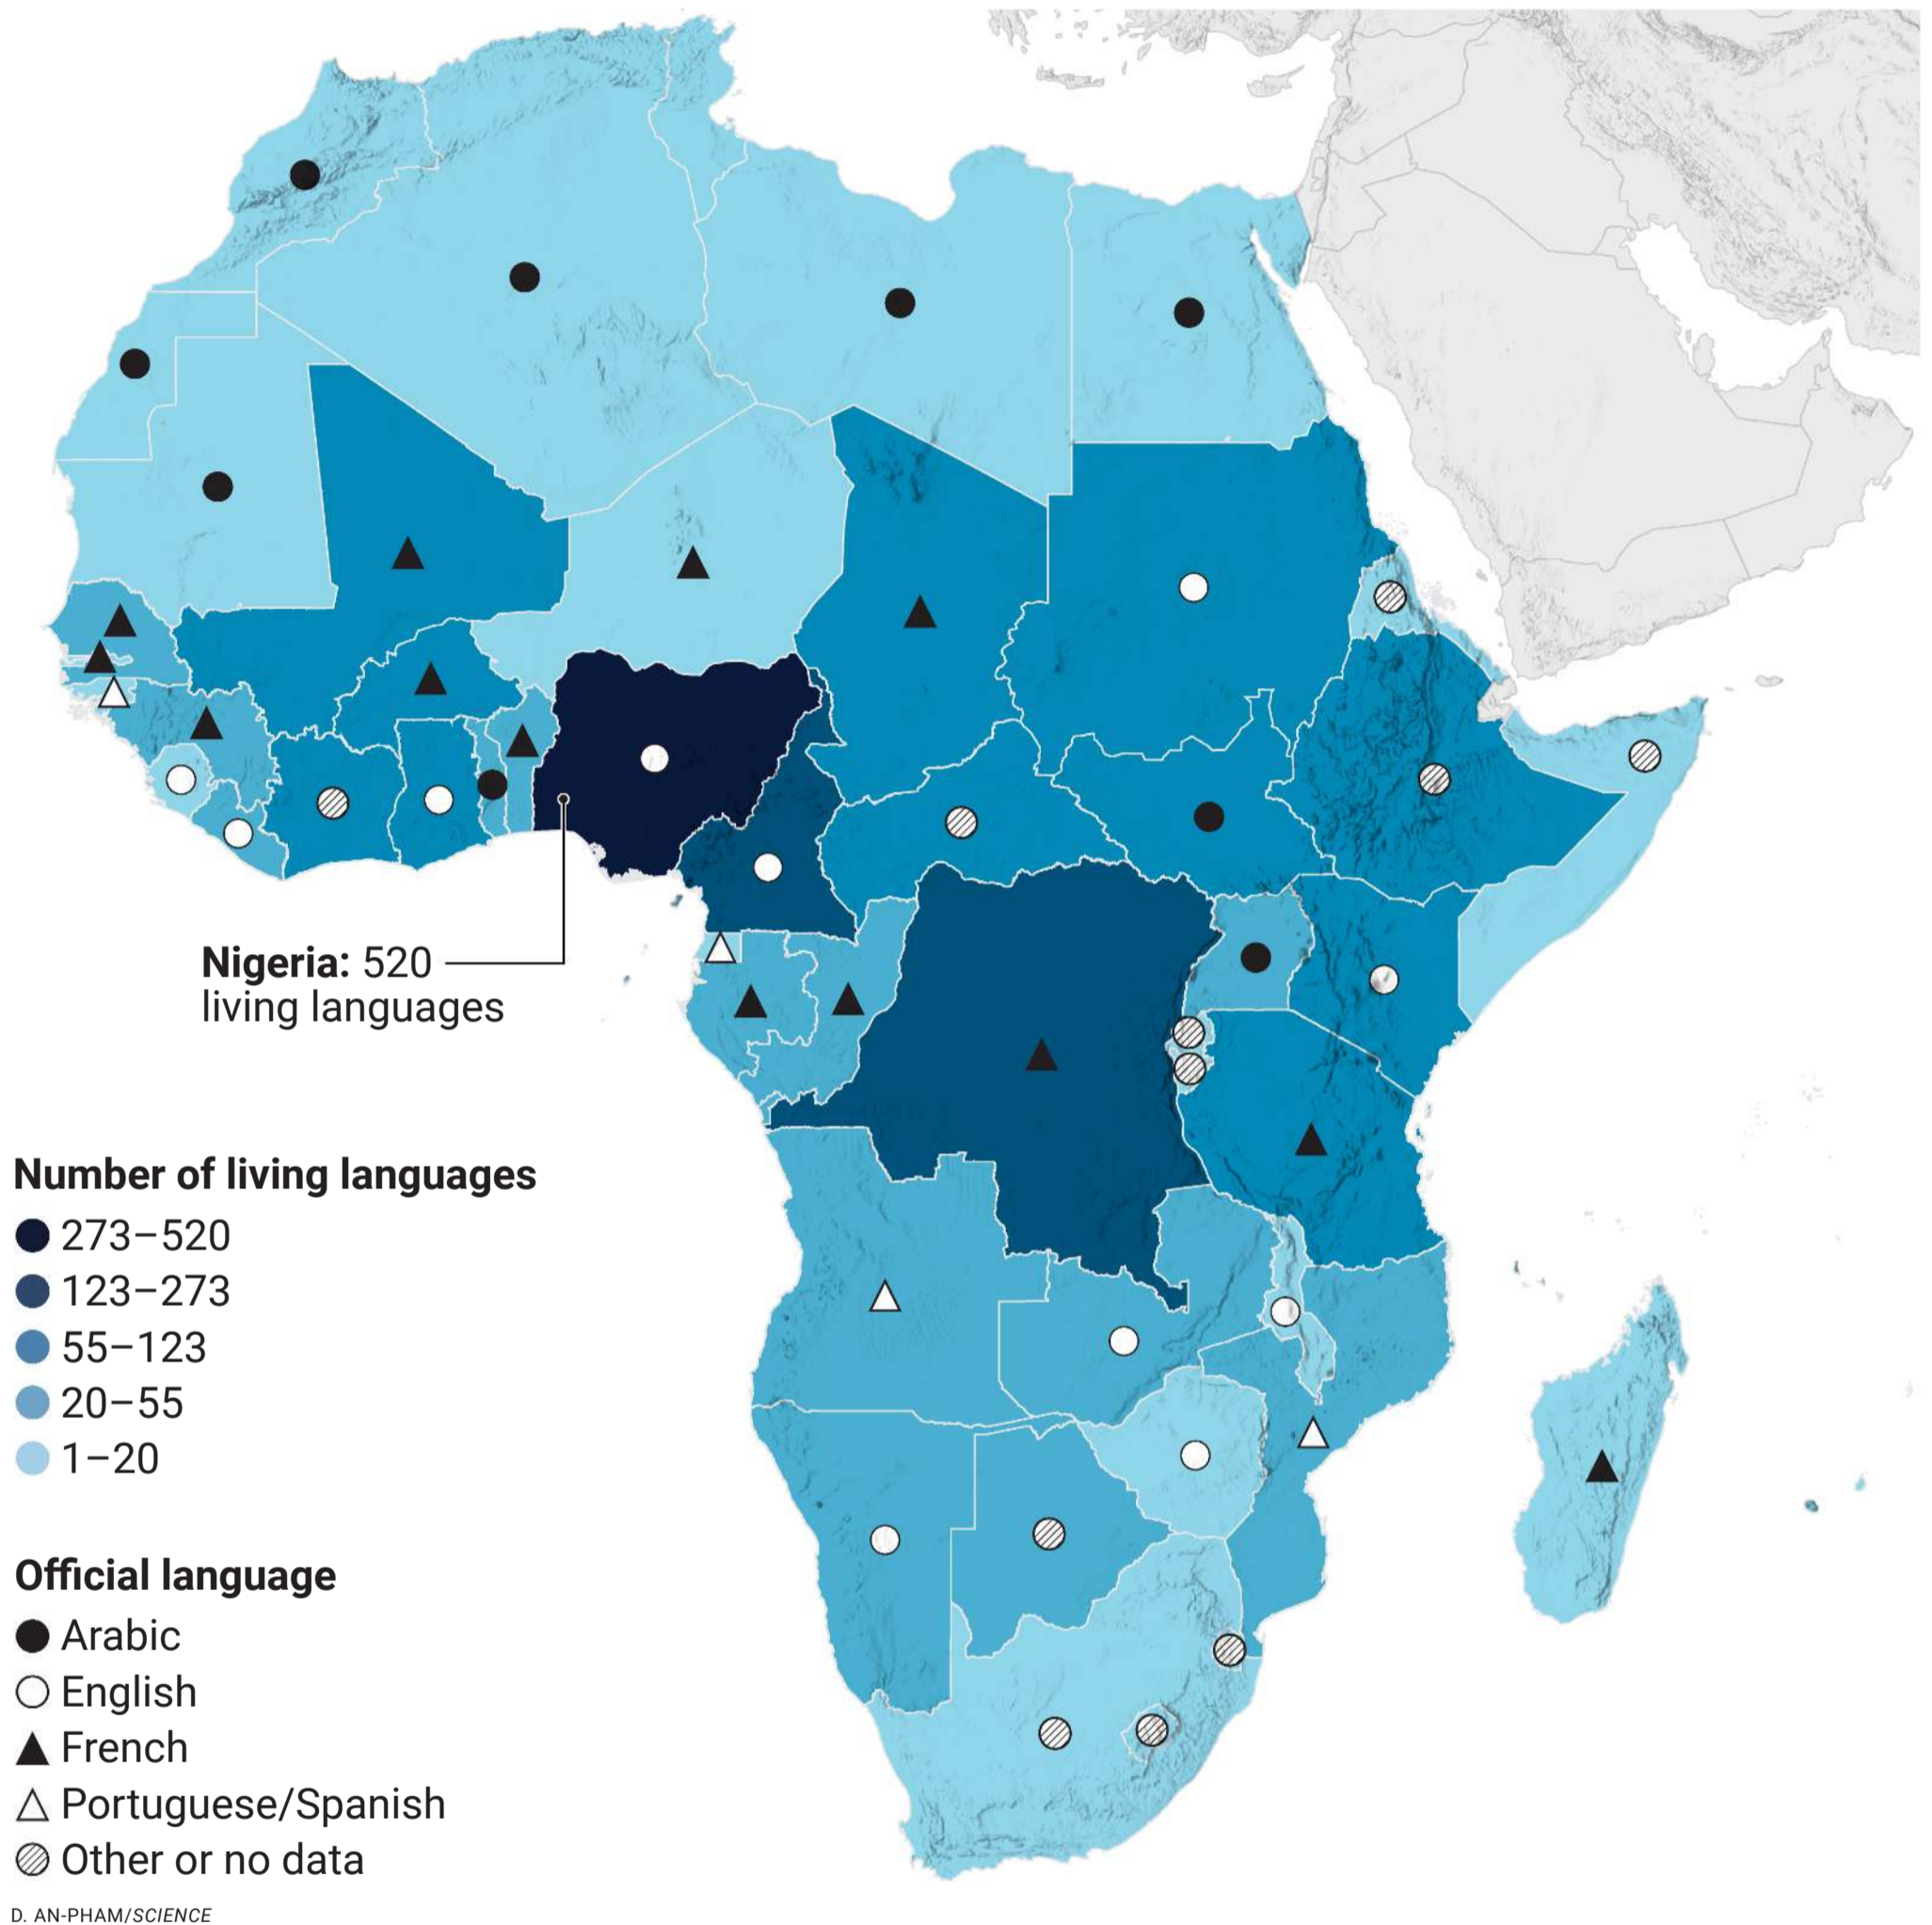 Nigeria: 520
living languages
Number of living languages
273–520
123–273
55–123
20–55
1–20
Official language
Arabic
English
French
Portuguese/Spanish
Other or no data
D. AN-PHAM/SCIENCE